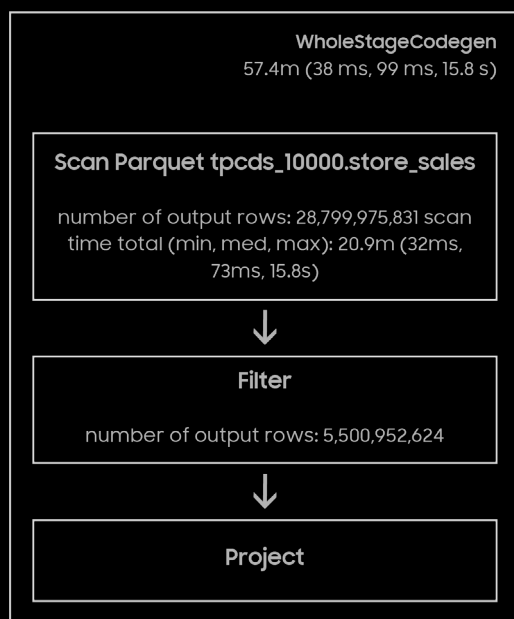 WholeStageCodegen
57.4m (38 ms, 99 ms, 15.8 s)
Scan Parquet tpcds_10000.store_sales
number of output rows: 28,799,975,831 scan
time total (min, med, max): 20.9m (32ms,
73ms, 15.8s)
Filter
number of output rows: 5,500,952,624
Project